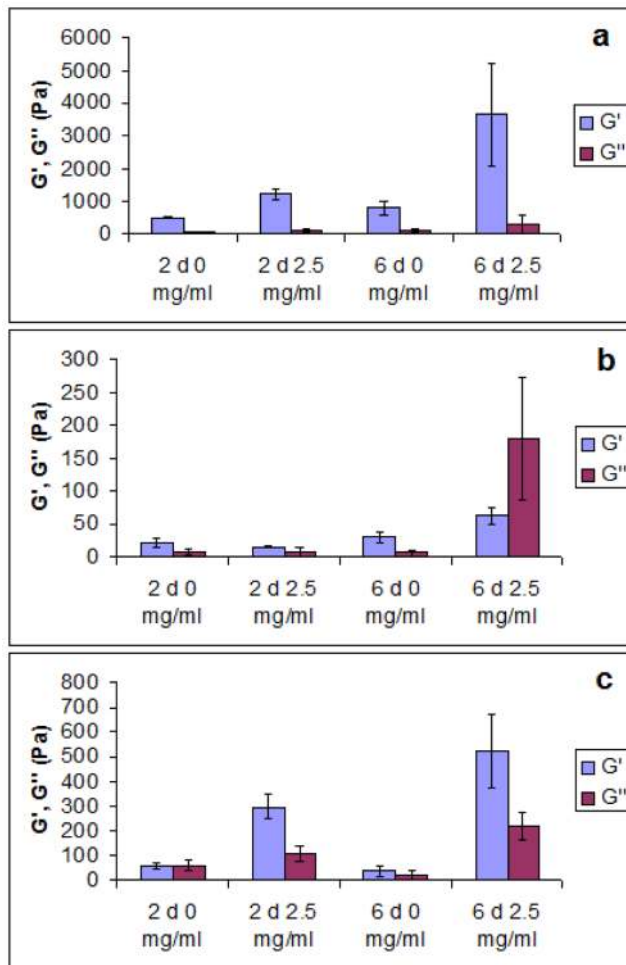 a
6000
5000
4000
3000
2000
1000
0
G', G'' (Pa)
2 d 0 2 d 2.5 6 d 0 6 d 2.5
mg/ml mg/ml mg/ml mg/ml
G'
G''
b
300
250
200
150
100
50
0
G', G'' (Pa)
2 d 0 2 d 2.5 6 d 0 6 d 2.5
mg/ml mg/ml mg/ml mg/ml
G'
G''
c
800
700
600
500
400
300
200
100
0
G', G'' (Pa)
2 d 0 2 d 2.5 6 d 0 6 d 2.5
mg/ml mg/ml mg/ml mg/ml
G'
G''